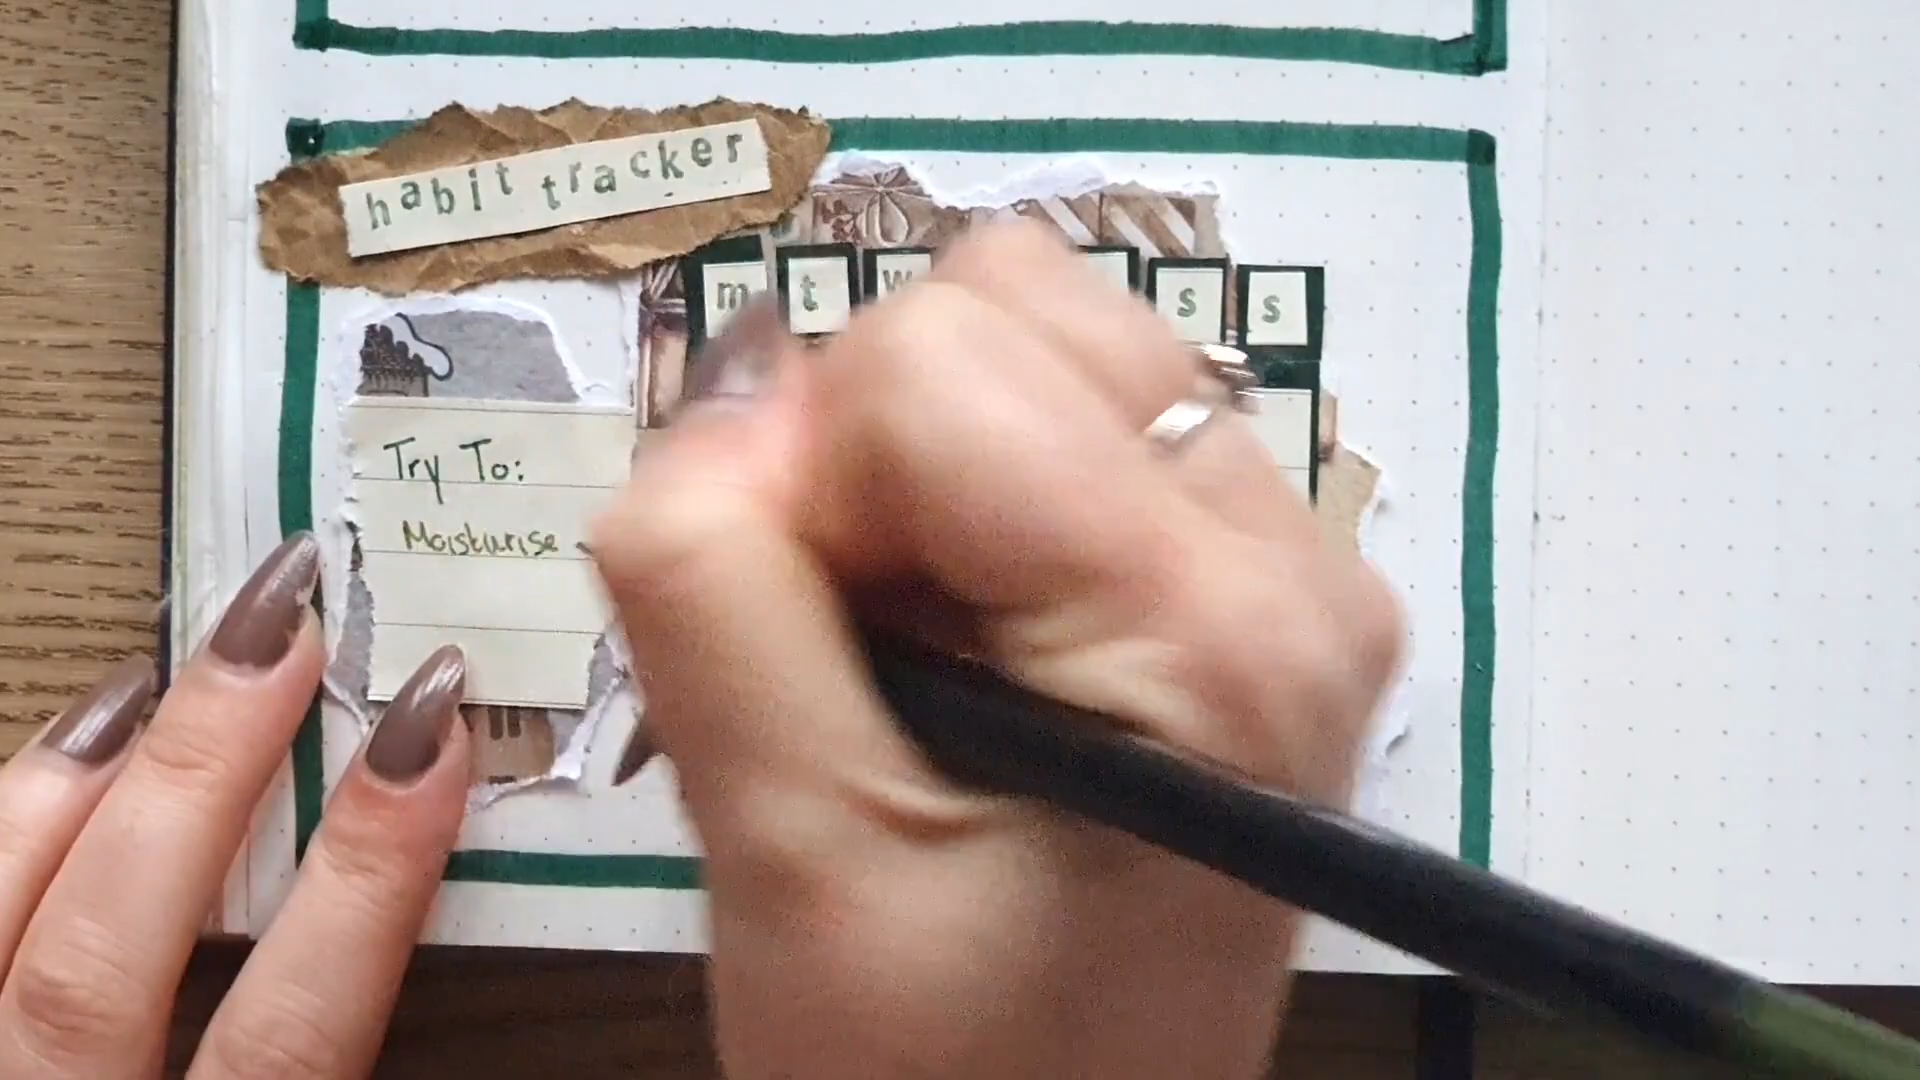 habit tracker
m t w s s
Try To:
Moisturise